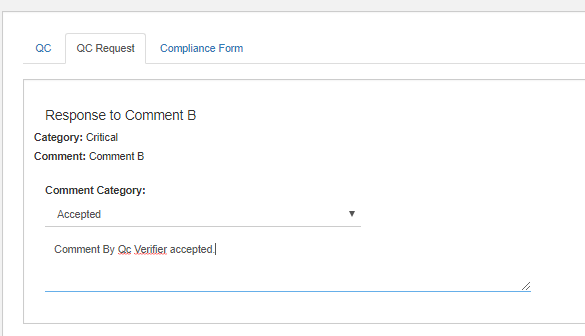 QC QC Request Compliance Form
Response to Comment B
Category: Critical
Comment: Comment B
Comment Category:
Accepted
Comment By Qc Verifier accepted.